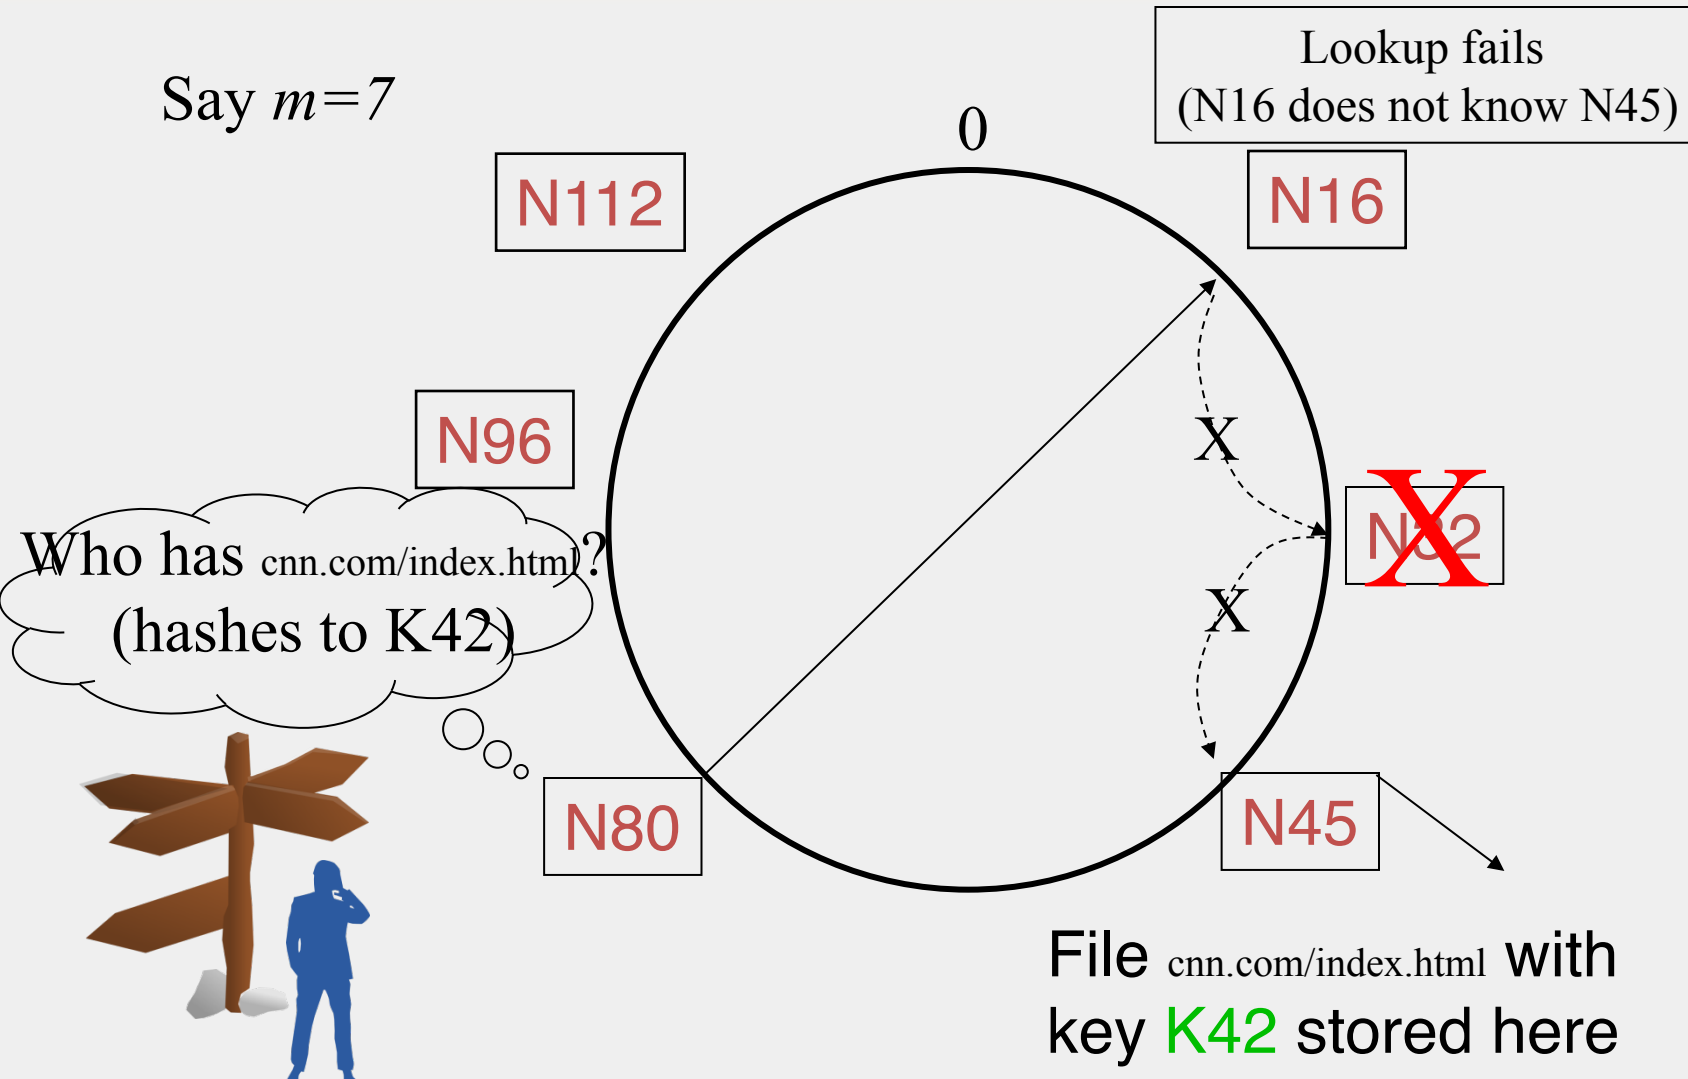 Say m=7
Lookup fails
(N16 does not know N45)
0
N112
N16
N96
N32
X
X
X
Who has cnn.com/index.html?
(hashes to K42)
N80
N45
File cnn.com/index.html with
key K42 stored here